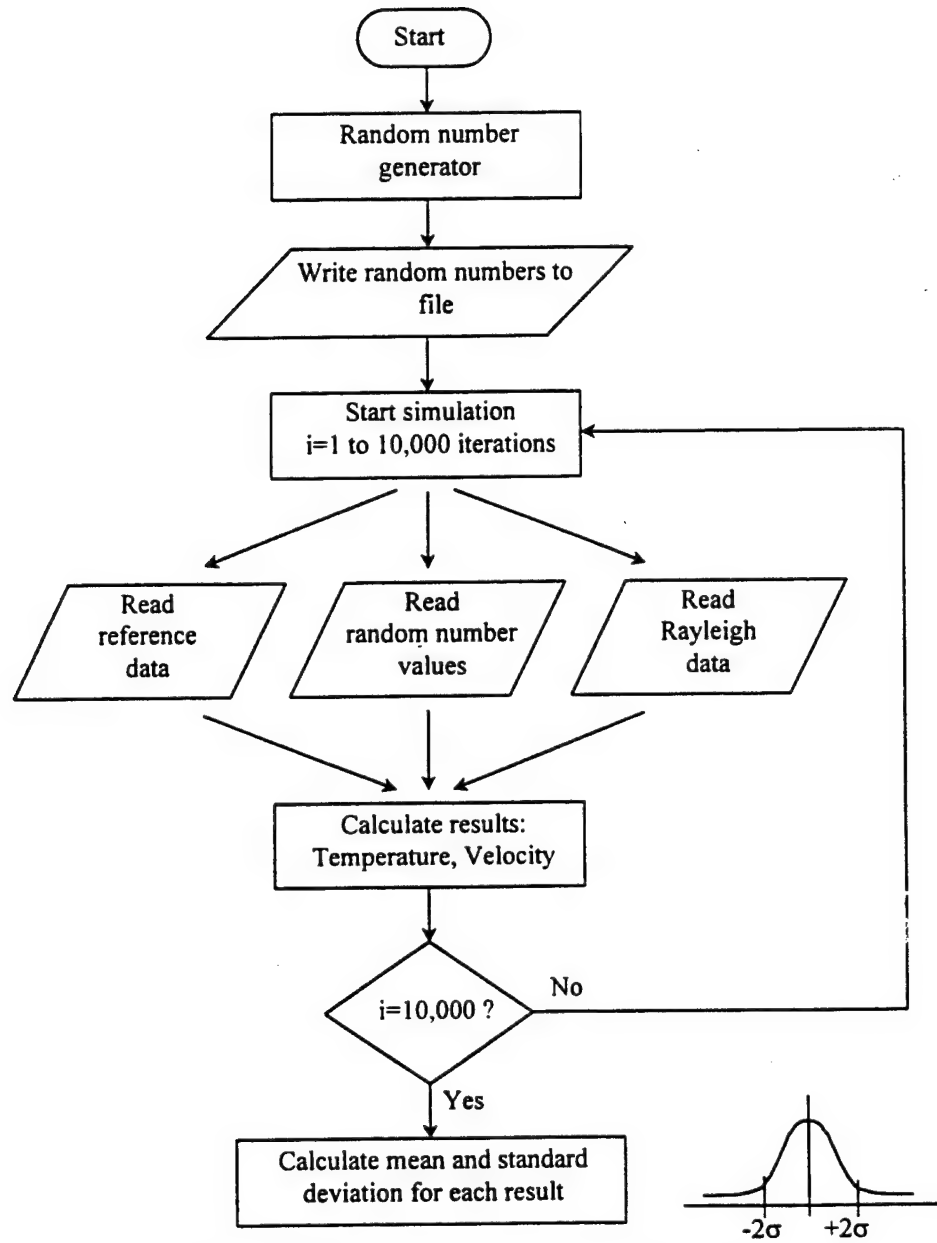 Start
Random number
generator
Write random numbers to
file
Start simulation
i=1 to 10,000 iterations
Read
reference
data
Read
random number
values
Read
Rayleigh
data
Calculate results:
Temperature, Velocity
i=10,000 ?
No
Yes
Calculate mean and standard
deviation for each result
-2σ
+2σ